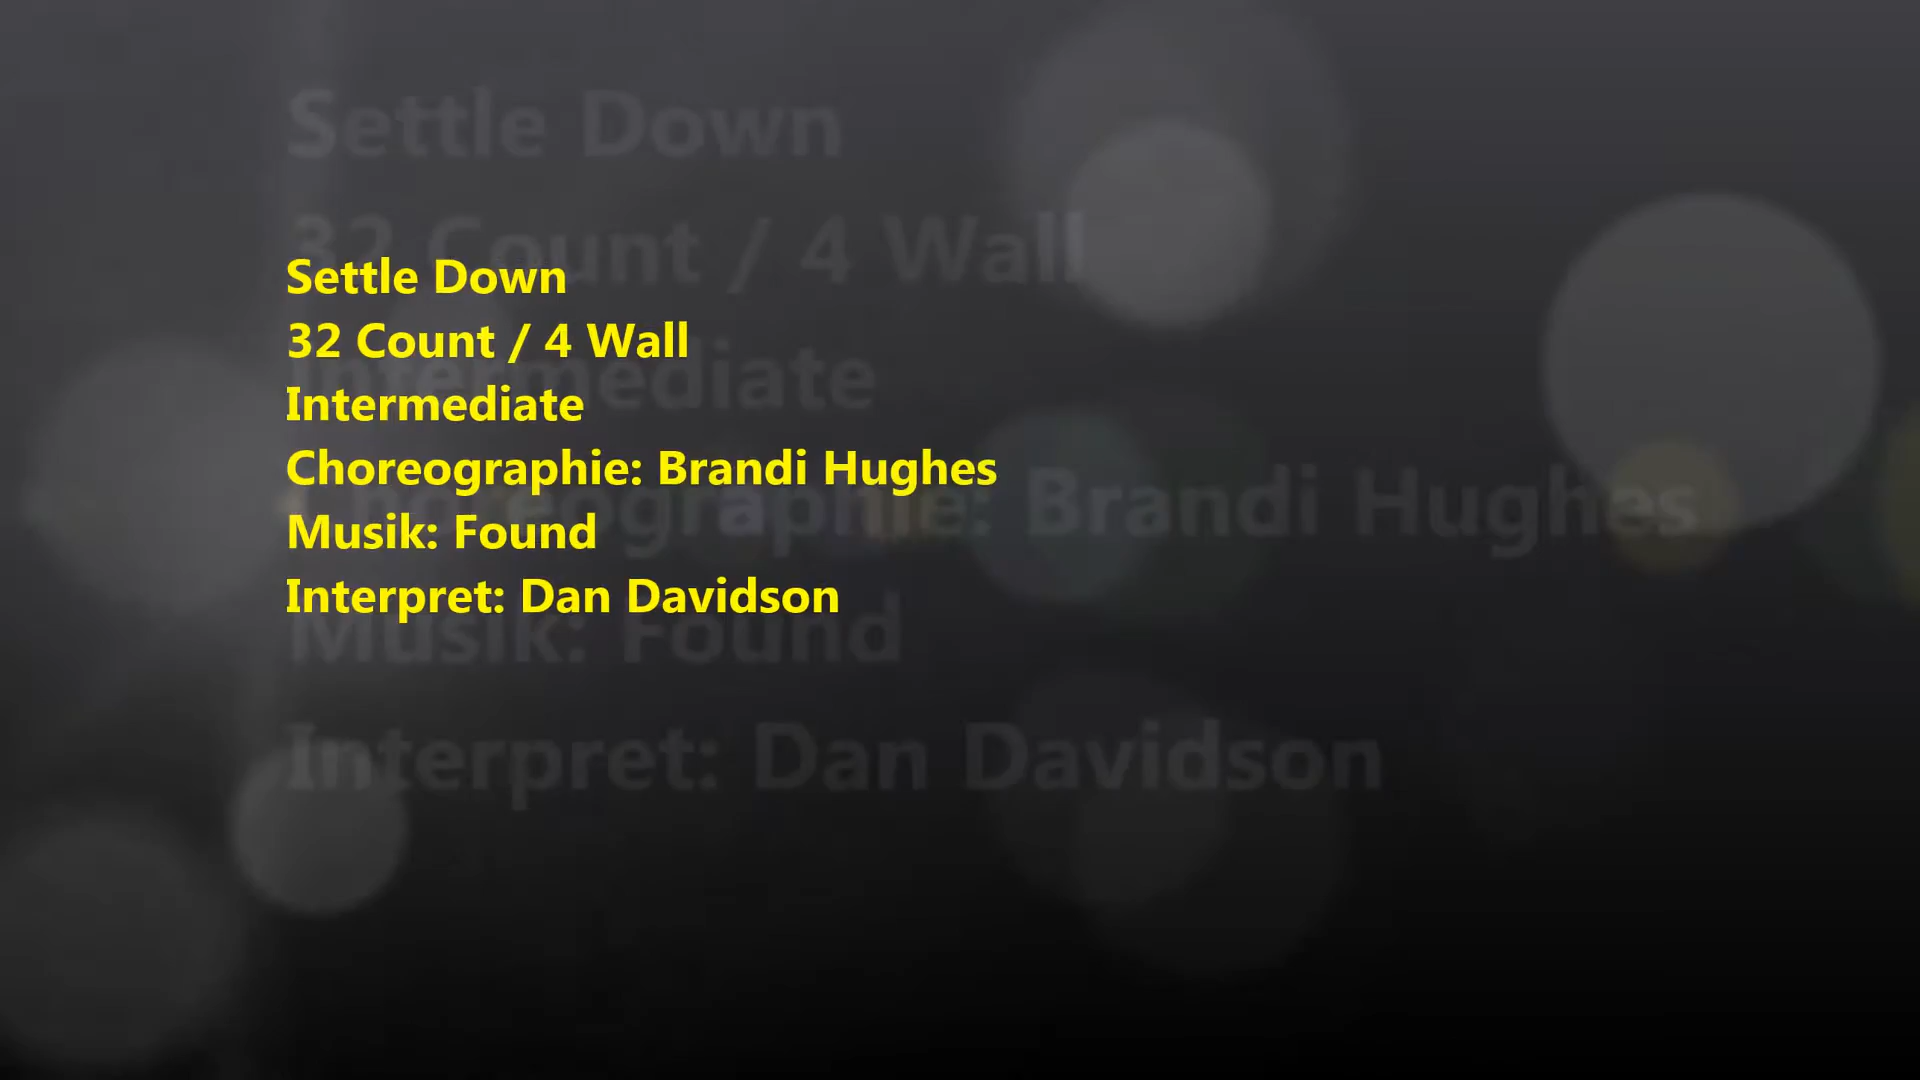 Settle Down
32 Count / 4 Wall
Intermediate
Choreographie: Brandi Hughes
Musik: Found
Interpret: Dan Davidson